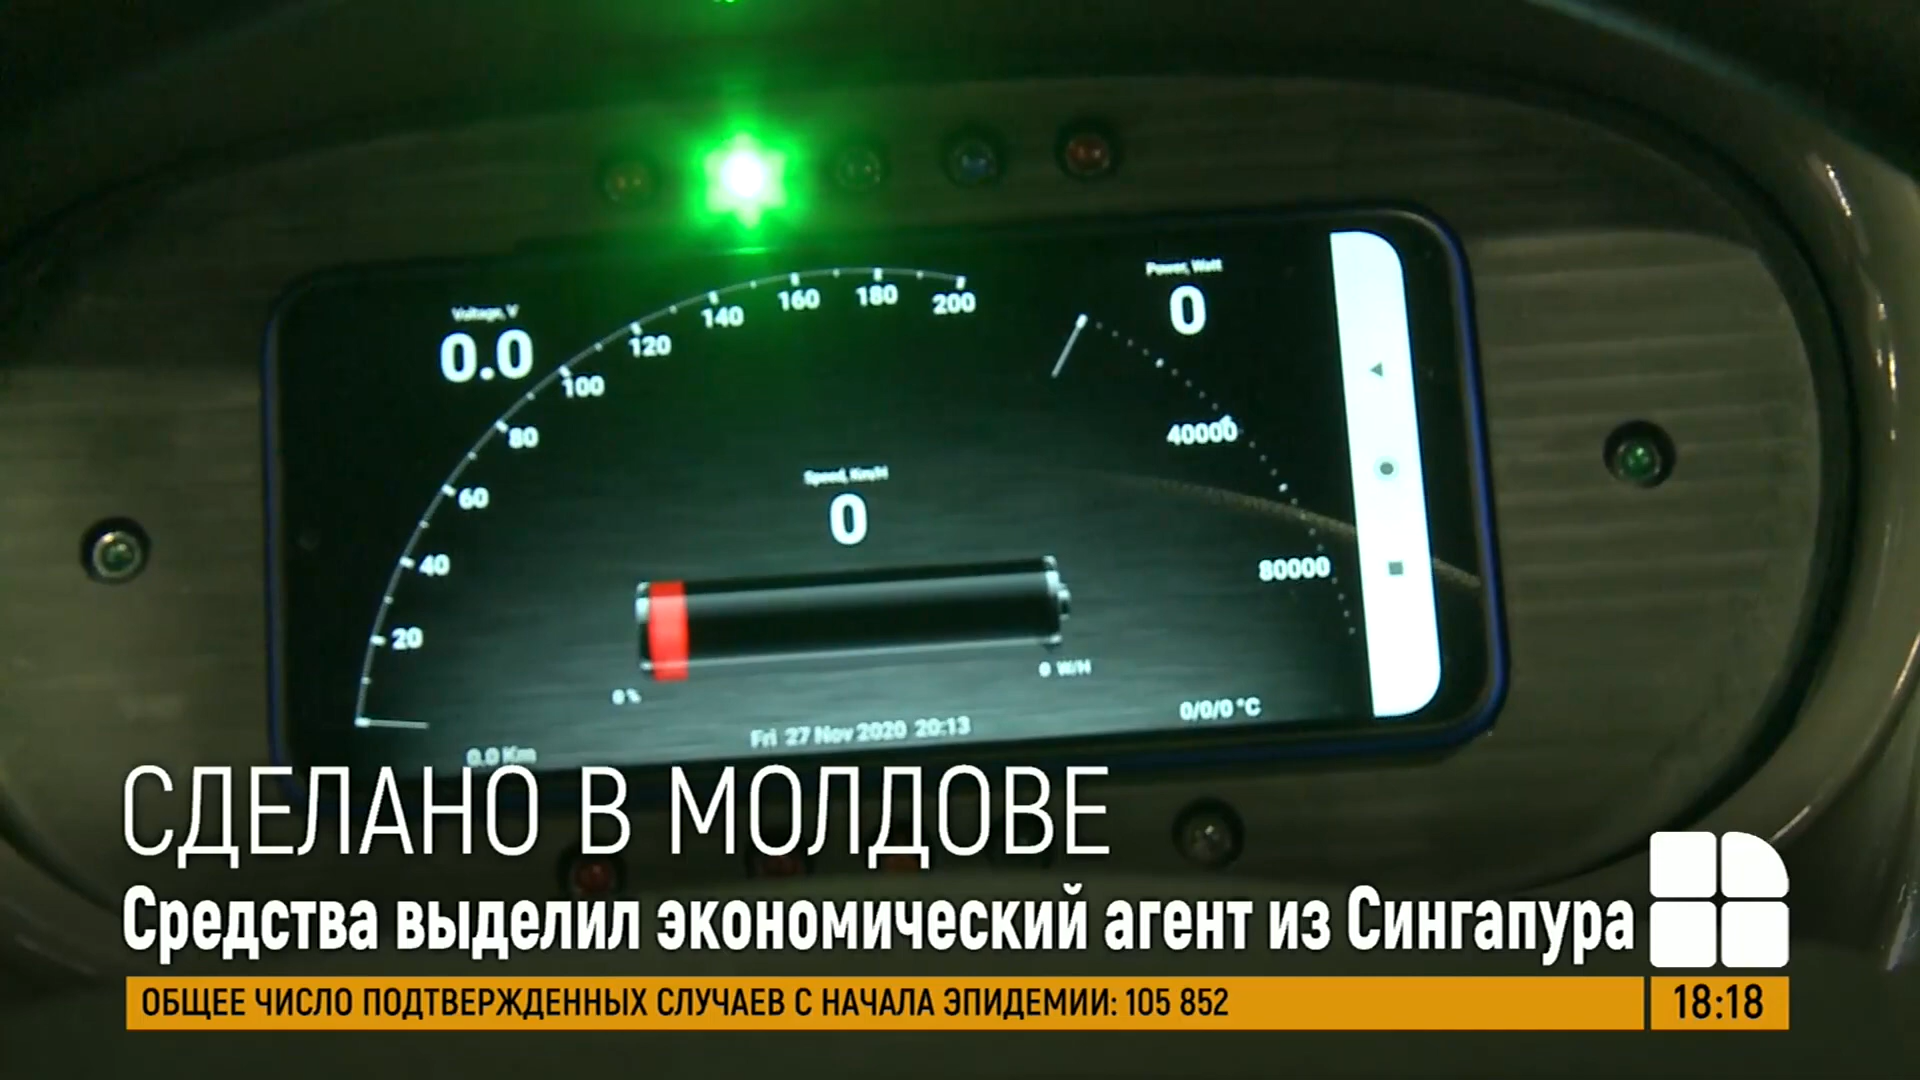 Voltage, V
0.0
20
40
60
80
100
120
140
160
180
200
Power, Watt
0
40000
80000
Speed, Km/H
0
0 %
0 W/H
Fri 27 Nov 2020 20:13
0/0/0 °C
0.0 Km
СДЕЛАНО В МОЛДОВЕ
Средства выделил экономический агент из Сингапура
ОБЩЕЕ ЧИСЛО ПОДТВЕРЖДЕННЫХ СЛУЧАЕВ С НАЧАЛА ЭПИДЕМИИ: 105 852
18:18